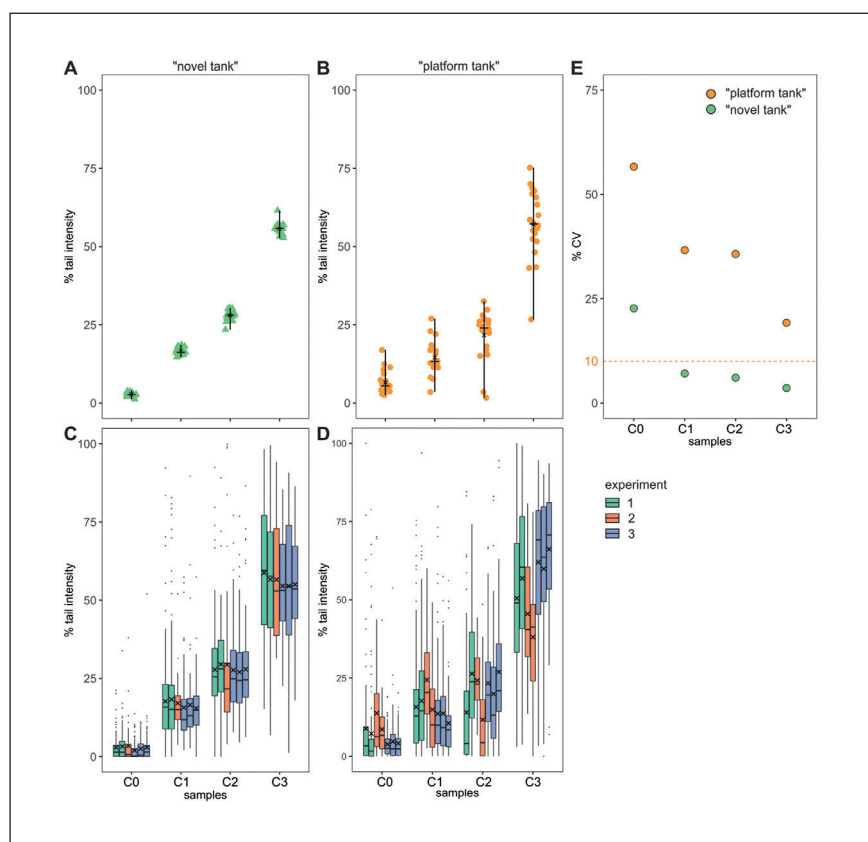 A
"novel tank"
100
75
50
25
0
% tail intensity
B
"platform tank"
100
75
50
25
0
% tail intensity
E
75
50
25
10
0
% CV
"platform tank"
"novel tank"
C0 C1 C2 C3
samples
C
100
75
50
25
0
% tail intensity
C0 C1 C2 C3
samples
D
100
75
50
25
0
% tail intensity
C0 C1 C2 C3
samples
experiment
1
2
3